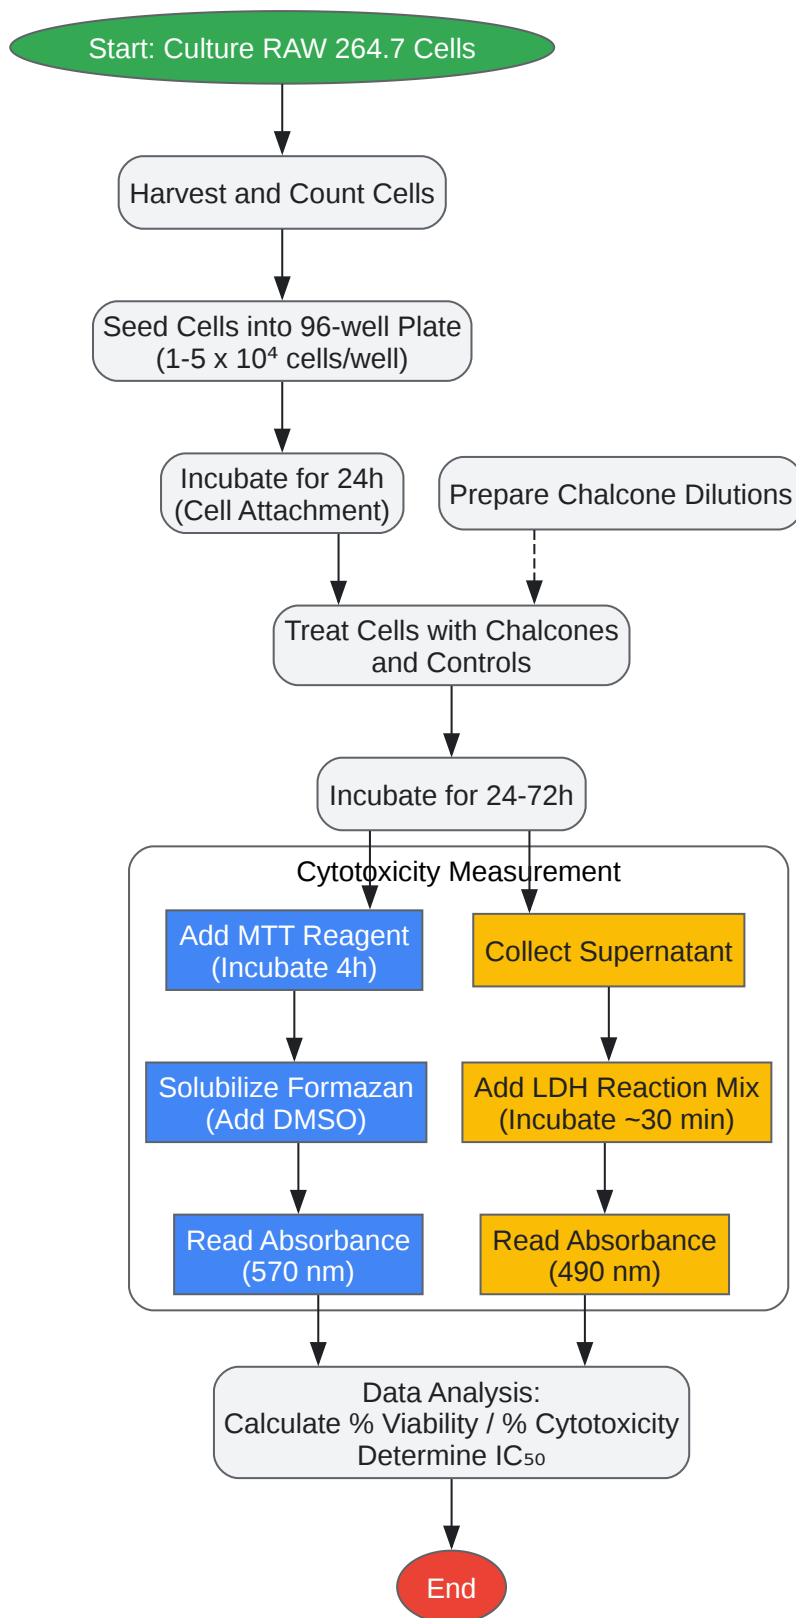 Start: Culture RAW 264.7 Cells
Harvest and Count Cells
Seed Cells into 96-well Plate
(1-5 x 10⁴ cells/well)
Incubate for 24h
(Cell Attachment)
Prepare Chalcone Dilutions
Treat Cells with Chalcones
and Controls
Incubate for 24-72h
Cytotoxicity Measurement
Add MTT Reagent
(Incubate 4h)
Collect Supernatant
Solubilize Formazan
(Add DMSO)
Add LDH Reaction Mix
(Incubate ~30 min)
Read Absorbance
(570 nm)
Read Absorbance
(490 nm)
Data Analysis:
Calculate % Viability / % Cytotoxicity
Determine IC₅₀
End